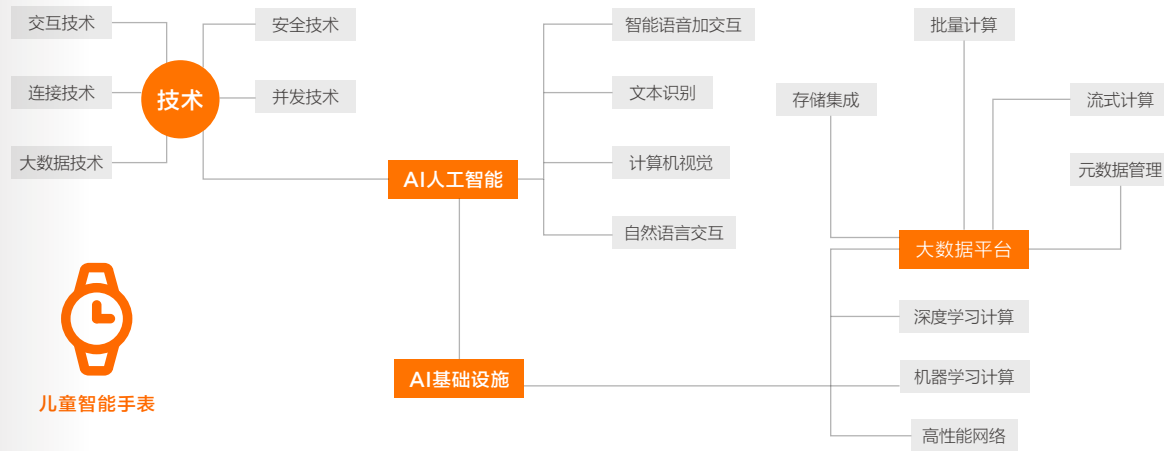 交互技术
安全技术
智能语音加交互
批量计算
连接技术
技术
并发技术
文本识别
存储集成
流式计算
大数据技术
AI人工智能
计算机视觉
元数据管理
自然语言交互
大数据平台
深度学习计算
AI基础设施
机器学习计算
儿童智能手表
高性能网络